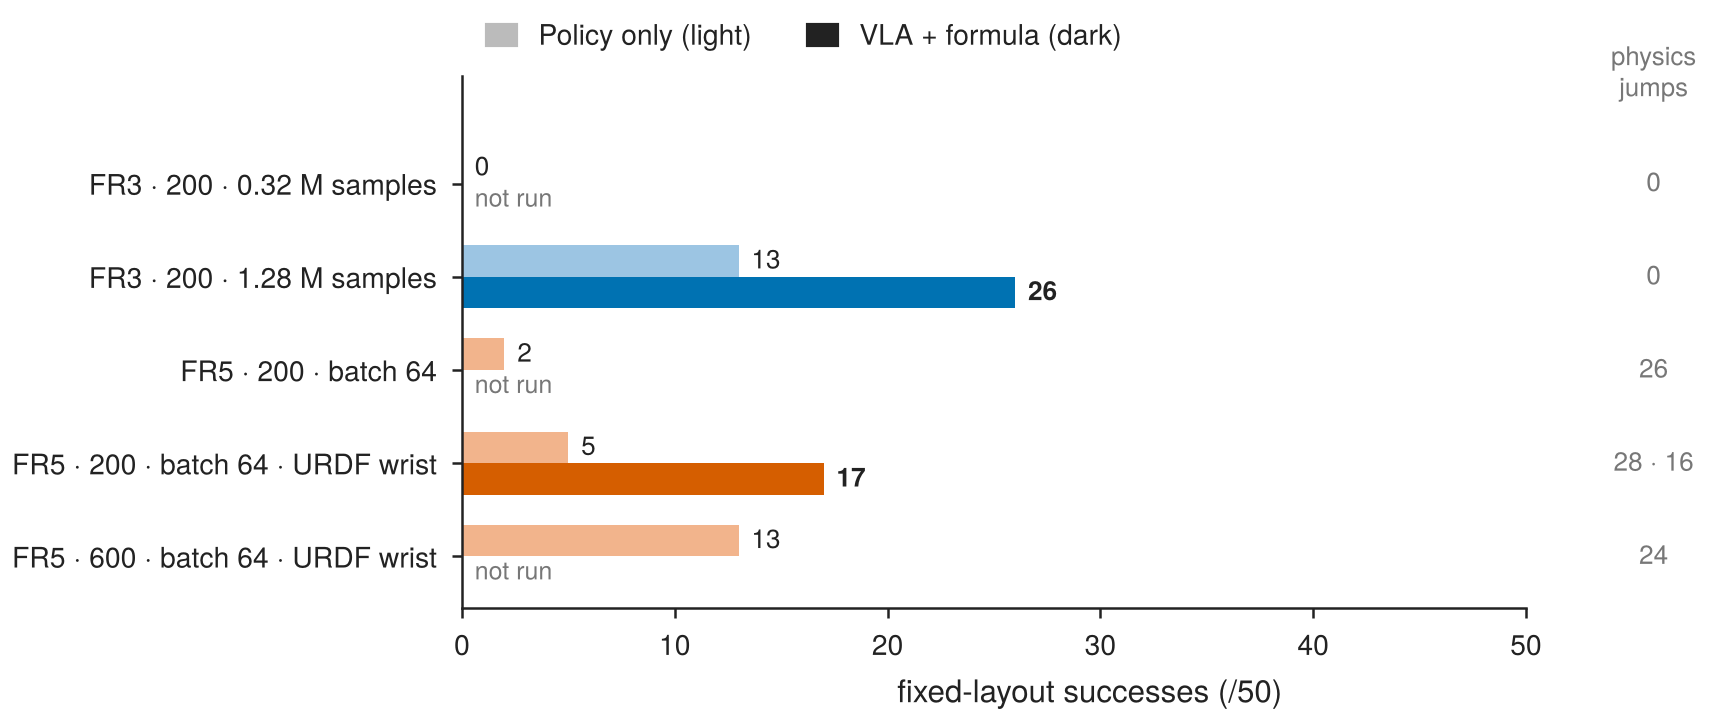 Policy only (light)
VLA + formula (dark)
physics
jumps
FR3 · 200 · 0.32 M samples
0
not run
0
FR3 · 200 · 1.28 M samples
13
26
0
FR5 · 200 · batch 64
2
not run
26
FR5 · 200 · batch 64 · URDF wrist
5
17
28 · 16
FR5 · 600 · batch 64 · URDF wrist
13
not run
24
0 10 20 30 40 50
fixed-layout successes (/50)